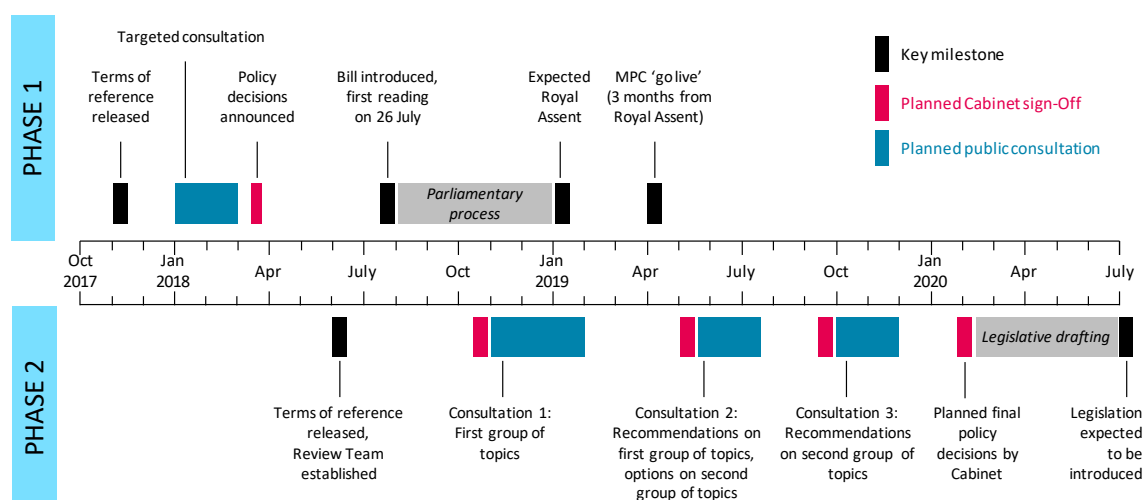 PHASE 1
Targeted consultation
Terms of
reference
released
Policy
decisions
announced
Bill introduced,
first reading
on 26 July
Expected
Royal
Assent
MPC ‘go live’
(3 months from
Royal Assent)
Key milestone
Planned Cabinet sign-Off
Planned public consultation
Parliamentary
process
Oct
2017
Jan
2018
Apr
July
Oct
Jan
2019
Apr
July
Oct
Jan
2020
Apr
July
PHASE 2
Legislative drafting
Terms of reference
released,
Review Team
established
Consultation 1:
First group of
topics
Consultation 2:
Recommendations on
first group of topics,
options on second
group of topics
Consultation 3:
Recommendations
on second group of
topics
Planned final
policy
decisions by
Cabinet
Legislation
expected
to be
introduced